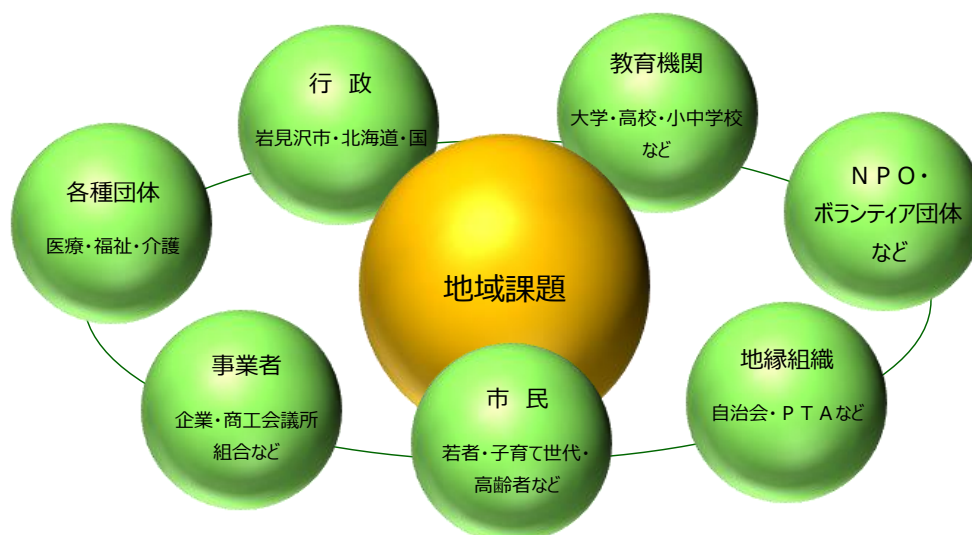 行 政
岩見沢市・北海道・国
教育機関
大学・高校・小中学校
など
各種団体
医療・福祉・介護
ＮＰＯ・
ボランティア団体
など
地域課題
事業者
企業・商工会議所
組合など
市 民
若者・子育て世代・
高齢者など
地縁組織
自治会・ＰＴＡなど